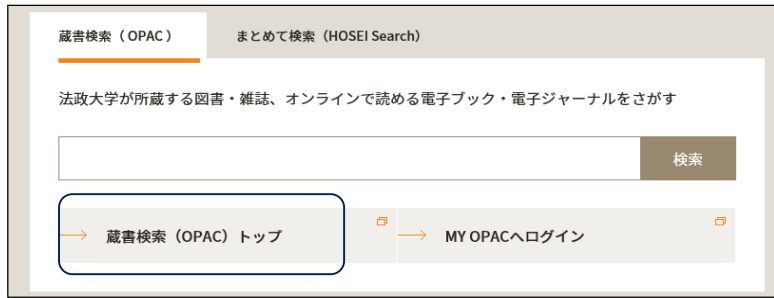 蔵書検索（ OPAC ）
まとめて検索（HOSEI Search）
法政大学が所蔵する図書・雑誌、オンラインで読める電子ブック・電子ジャーナルをさがす
検索
蔵書検索（OPAC）トップ
MY OPACへログイン